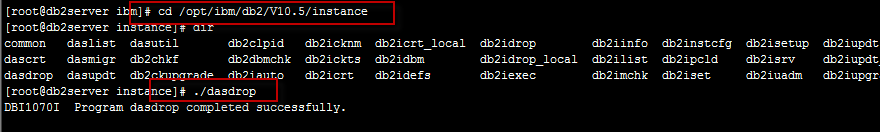 [root@db2server ibm]# cd /opt/ibm/db2/V10.5/instance
[root@db2server instance]# dir
common daslist dasutil db2clpid db2icknm db2icrt_local db2idrop db2iinfo db2instcfg db2isetup db2iupdt
dascrt dasmigr db2chkf db2dbmchk db2ickts db2idbm db2idrop_local db2ilist db2ipcld db2isrv db2iupdt_
dasdrop dasupdt db2ckupgrade db2iauto db2icrt db2idefs db2iexec db2imchk db2iset db2iuadm db2iupgr
[root@db2server instance]# ./dasdrop
DBI1070I Program dasdrop completed successfully.